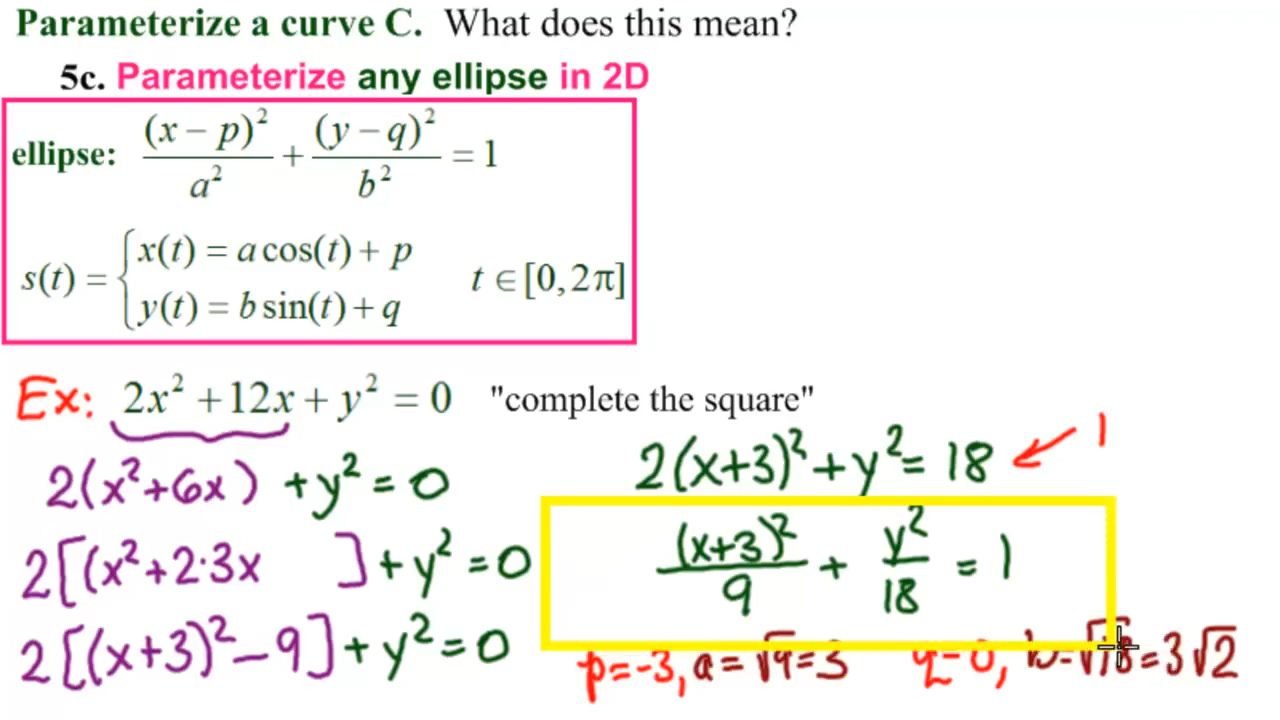 Parameterize a curve C. What does this mean?
5c. Parameterize any ellipse in 2D
ellipse: (x − p)²/a² + (y − q)²/b² = 1
s(t) = { x(t) = a cos(t) + p
y(t) = b sin(t) + q
t ∈ [0, 2π]
Ex: 2x² + 12x + y² = 0 "complete the square"
2(x²+6x) + y² = 0
2[(x²+2·3x ] + y² = 0
2[(x+3)² − 9] + y² = 0
2(x+3)² + y² = 18 ← 1
(x+3)²/9 + y²/18 = 1
p = -3, a = √9 = 3 q = 0, b = √18 = 3√2